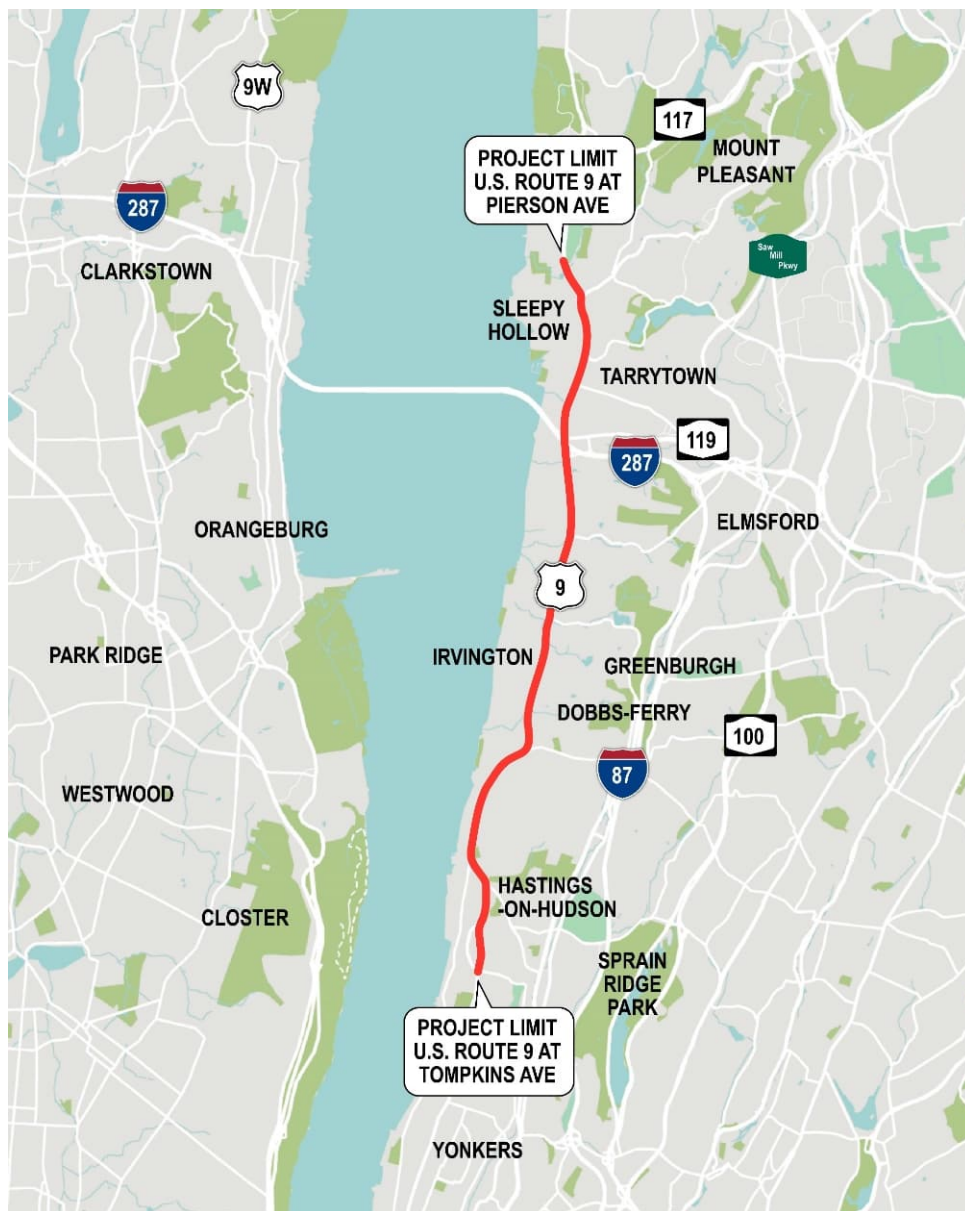 9W
117
MOUNT
PLEASANT
PROJECT LIMIT
U.S. ROUTE 9 AT
PIERSON AVE
287
CLARKSTOWN
Saw
Mill
Pkwy
SLEEPY
HOLLOW
TARRYTOWN
119
287
ORANGEBURG
ELMSFORD
9
PARK RIDGE
IRVINGTON
GREENBURGH
DOBBS-FERRY
100
87
WESTWOOD
HASTINGS
-ON-HUDSON
CLOSTER
SPRAIN
RIDGE
PARK
PROJECT LIMIT
U.S. ROUTE 9 AT
TOMPKINS AVE
YONKERS